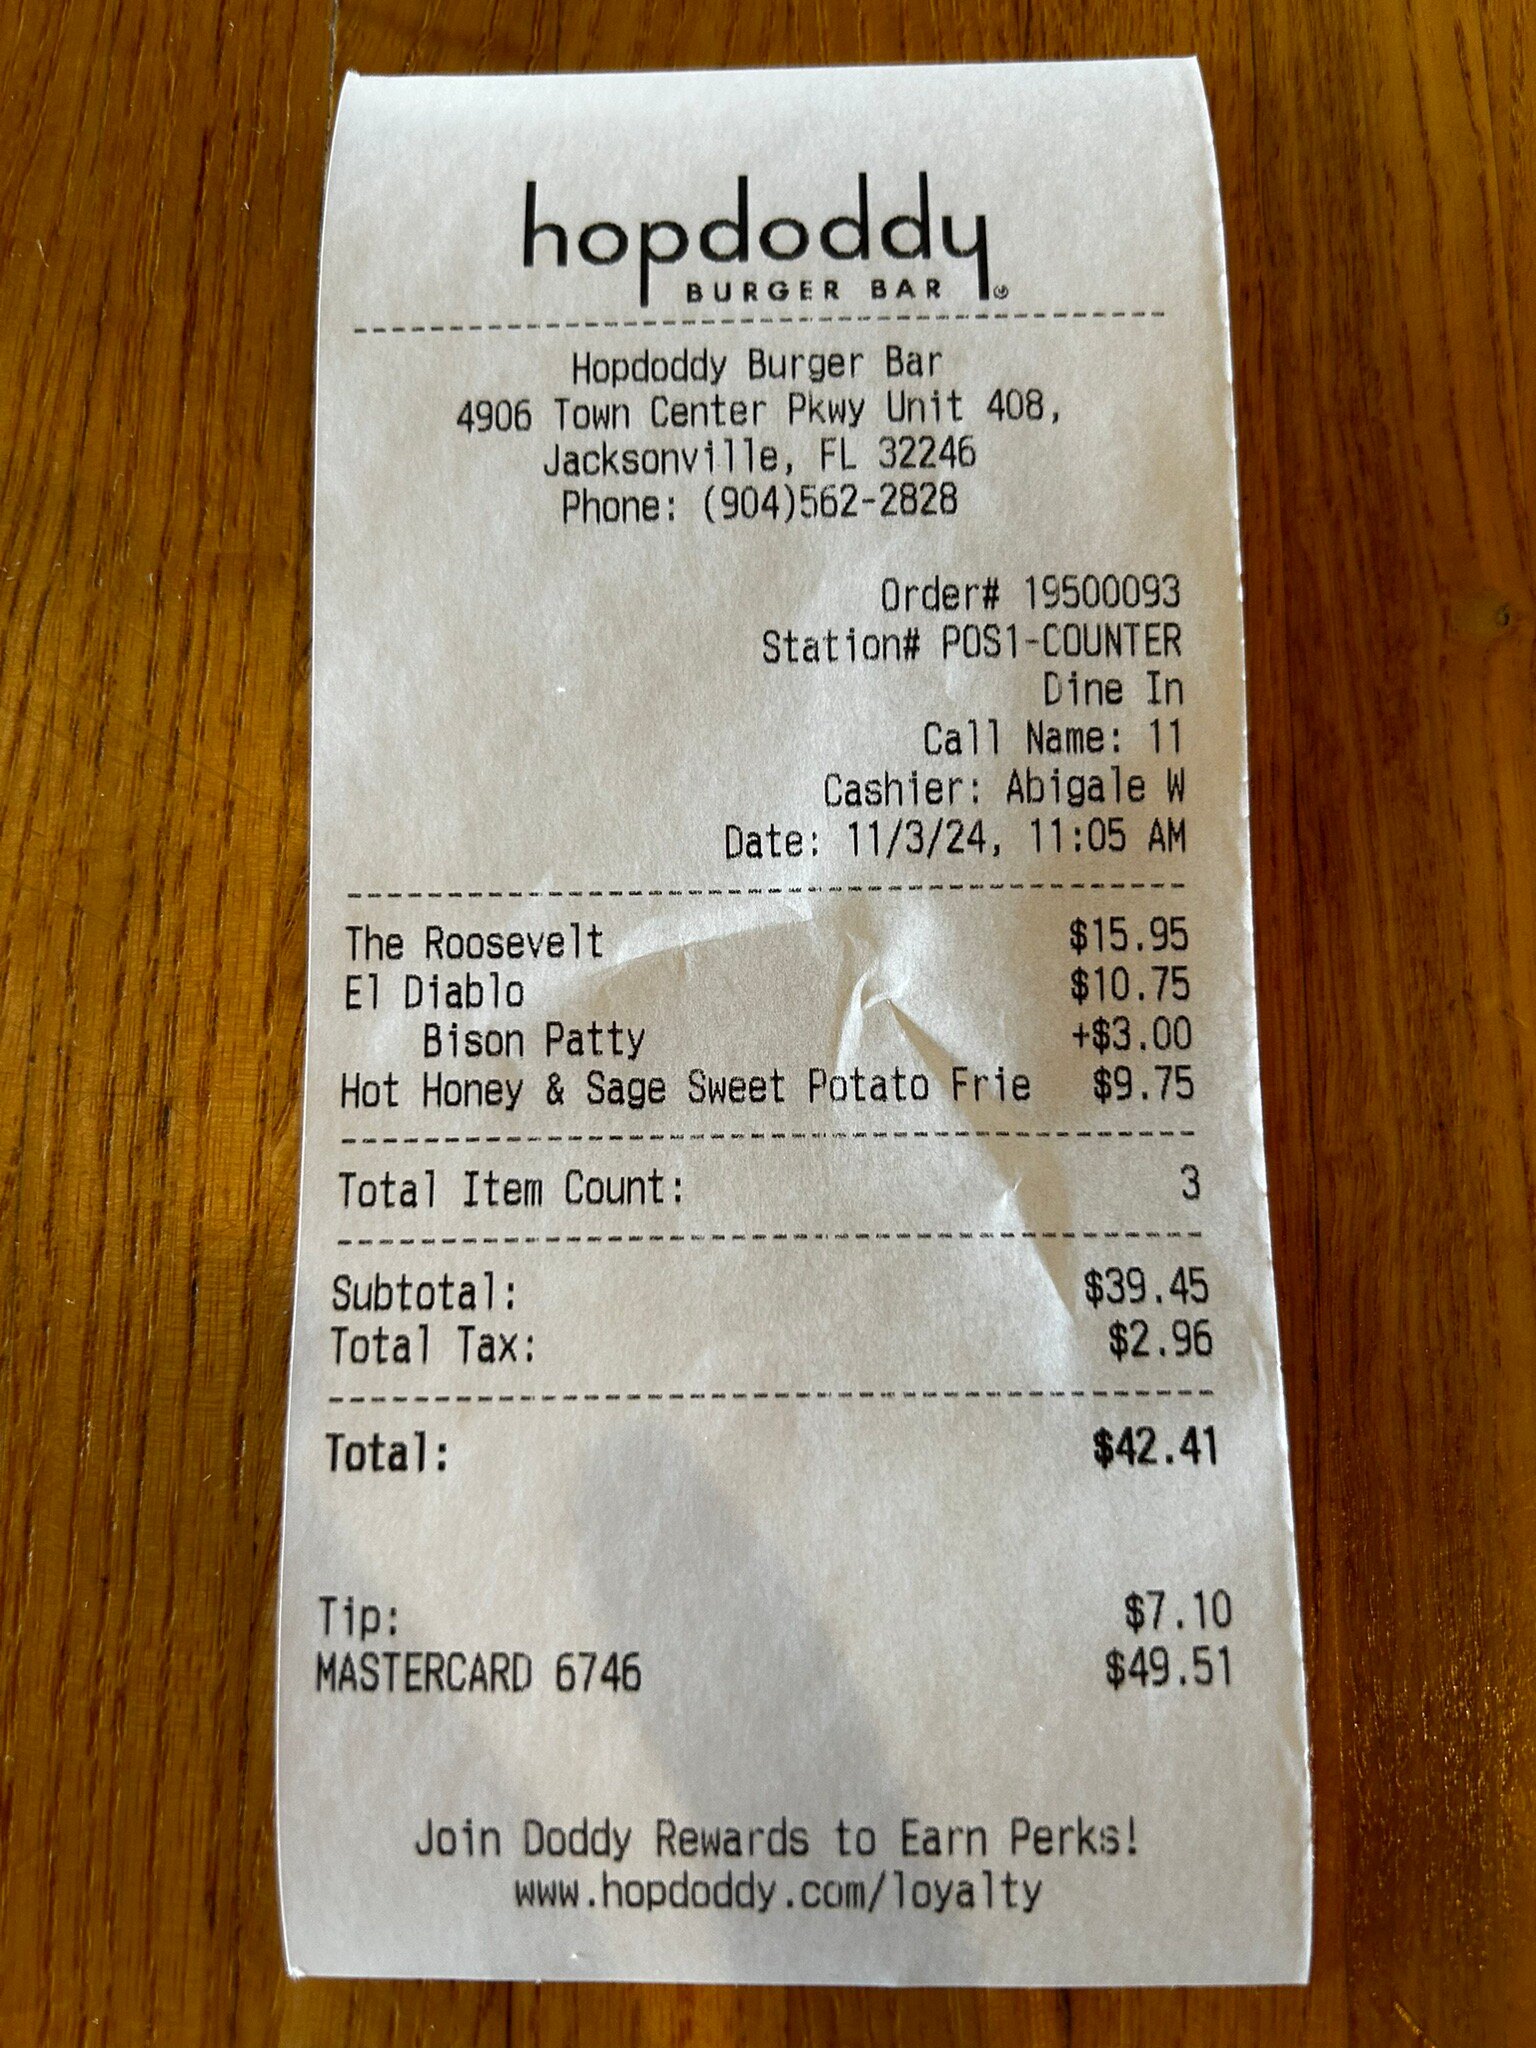 hopdoddy
BURGER BAR
Hopdoddy Burger Bar
4906 Town Center Pkwy Unit 408,
Jacksonville, FL 32246
Phone: (904)562-2828
Order# 19500093
Station# POS1-COUNTER
Dine In
Call Name: 11
Cashier: Abigale W
Date: 11/3/24, 11:05 AM
The Roosevelt $15.95
El Diablo $10.75
Bison Patty +$3.00
Hot Honey & Sage Sweet Potato Frie $9.75
Total Item Count: 3
Subtotal: $39.45
Total Tax: $2.96
Total: $42.41
Tip: $7.10
MASTERCARD 6746 $49.51
Join Doddy Rewards to Earn Perks!
www.hopdoddy.com/loyalty